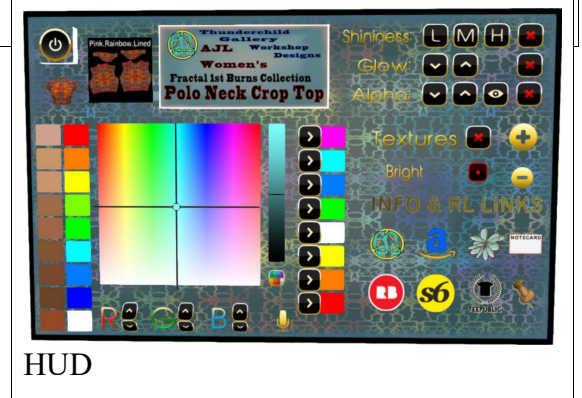 Pink.Rainbow.Lined
Thunderchild
Gallery
AJL Workshop
Designs
Women's
Fractal 1st Burns Collection
Polo Neck Crop Top
Shininess: L M H
Glow:
Alpha:
Textures
Bright
INFO & RL LINKS
a
NOTECARD
RB
s6
TEEPUBLIC
R G B
HUD